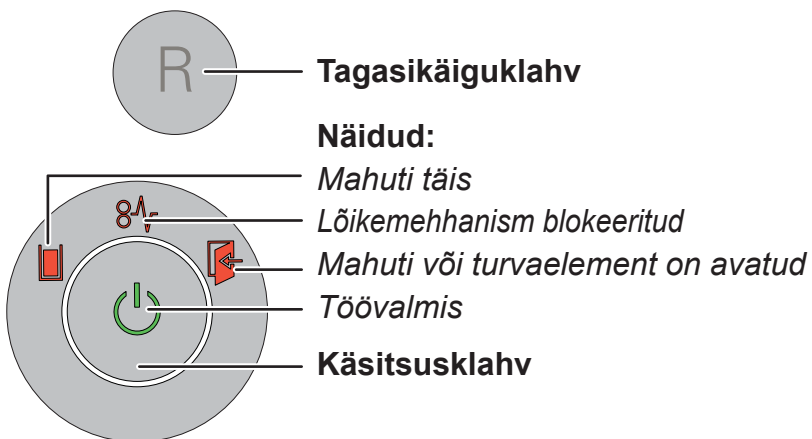 R
Tagasikäiguklahv
Näidud:
Mahuti täis
Lõikemehhanism blokeeritud
Mahuti või turvaelement on avatud
Töövalmis
Käsitsusklahv